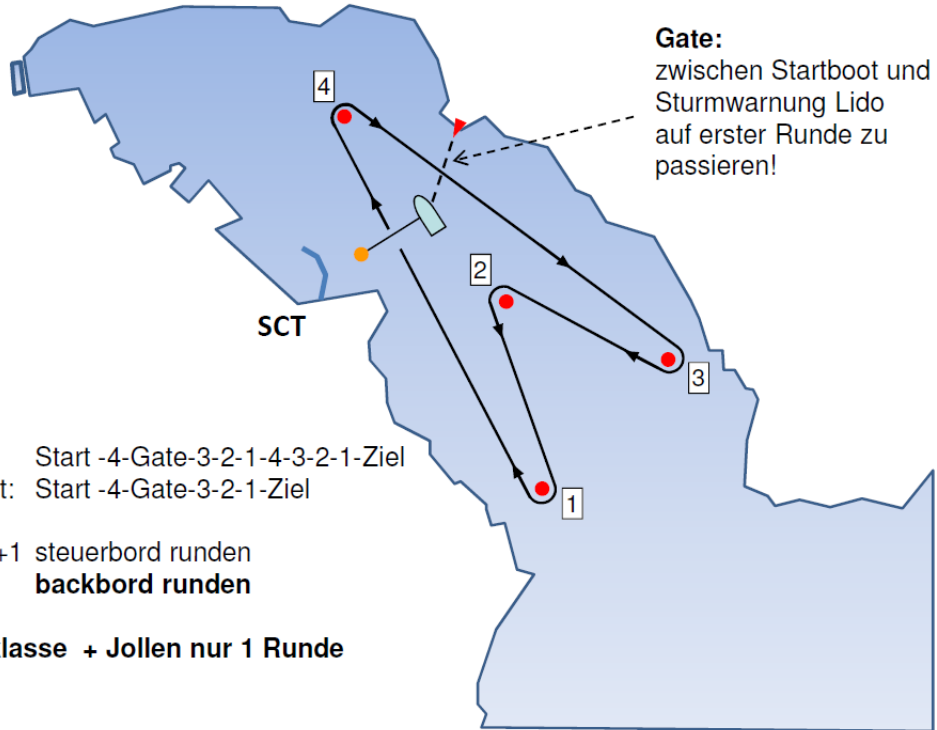 Gate:
zwischen Startboot und
Sturmwarnung Lido
auf erster Runde zu
passieren!
4
2
SCT
3
1
Start -4-Gate-3-2-1-4-3-2-1-Ziel
t: Start -4-Gate-3-2-1-Ziel
+1 steuerbord runden
backbord runden
klasse + Jollen nur 1 Runde